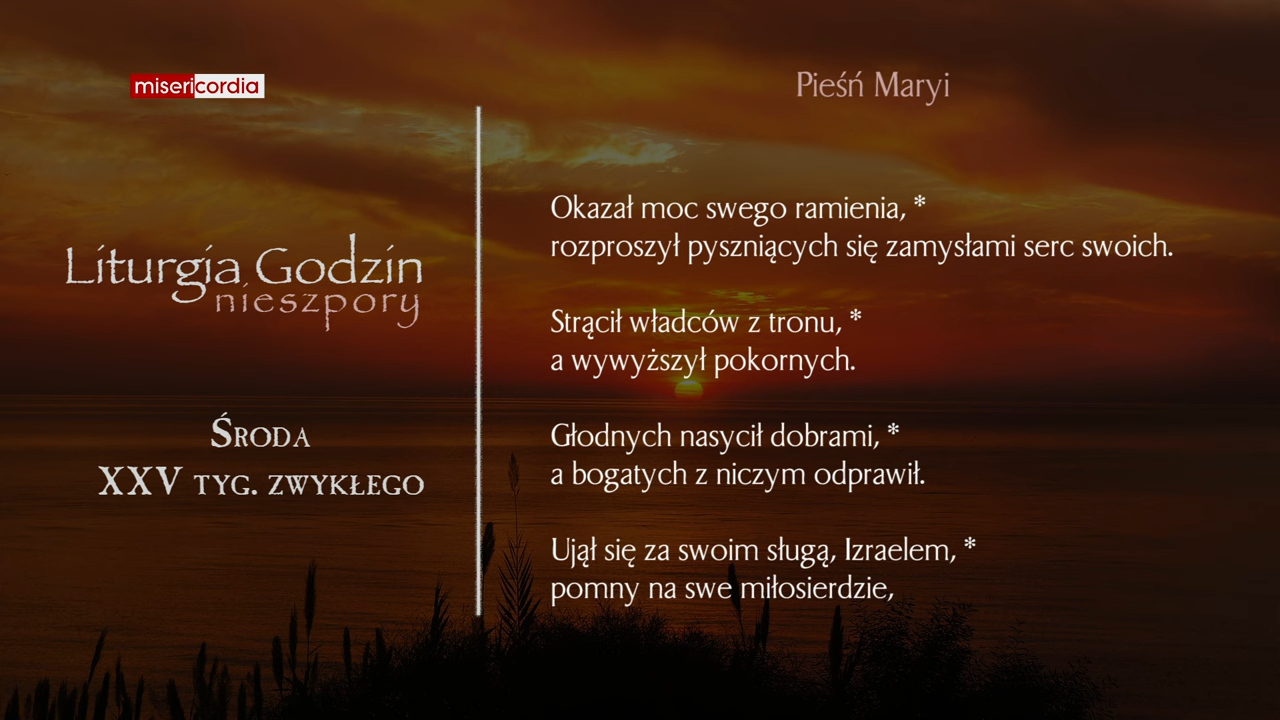 misericordia
Liturgia Godzin
nieszpory
Środa
XXV tyg. zwykłego
Pieśń Maryi
Okazał moc swego ramienia, *
rozproszył pyszniących się zamysłami serc swoich.
Strącił władców z tronu, *
a wywyższył pokornych.
Głodnych nasycił dobrami, *
a bogatych z niczym odprawił.
Ujął się za swoim sługą, Izraelem, *
pomny na swe miłosierdzie,